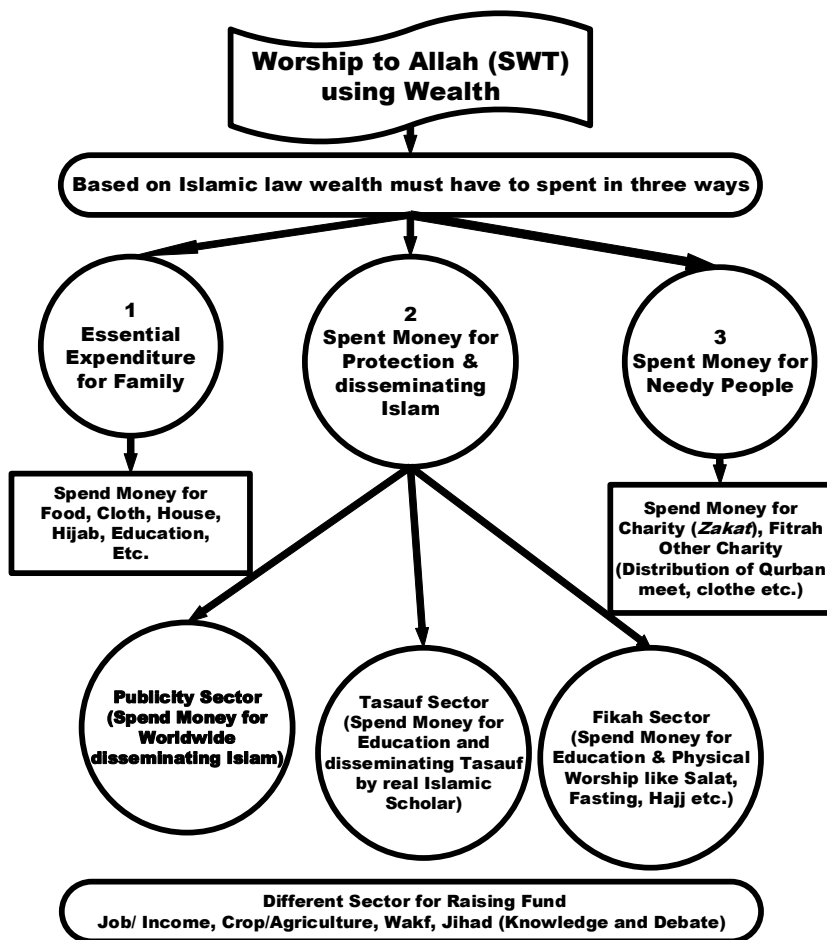 Worship to Allah (SWT)
using Wealth
Based on Islamic law wealth must have to spent in three ways
1
Essential
Expenditure
for Family
2
Spent Money for
Protection &
disseminating
Islam
3
Spent Money for
Needy People
Spend Money for
Food, Cloth, House,
Hijab, Education,
Etc.
Spend Money for
Charity (Zakat), Fitrah
Other Charity
(Distribution of Qurban
meet, clothe etc.)
Publicity Sector
(Spend Money for
Worldwide
disseminating Islam)
Tasauf Sector
(Spend Money for
Education and
disseminating Tasauf
by real Islamic
Scholar)
Fikah Sector
(Spend Money for
Education & Physical
Worship like Salat,
Fasting, Hajj etc.)
Different Sector for Raising Fund
Job/ Income, Crop/Agriculture, Wakf, Jihad (Knowledge and Debate)